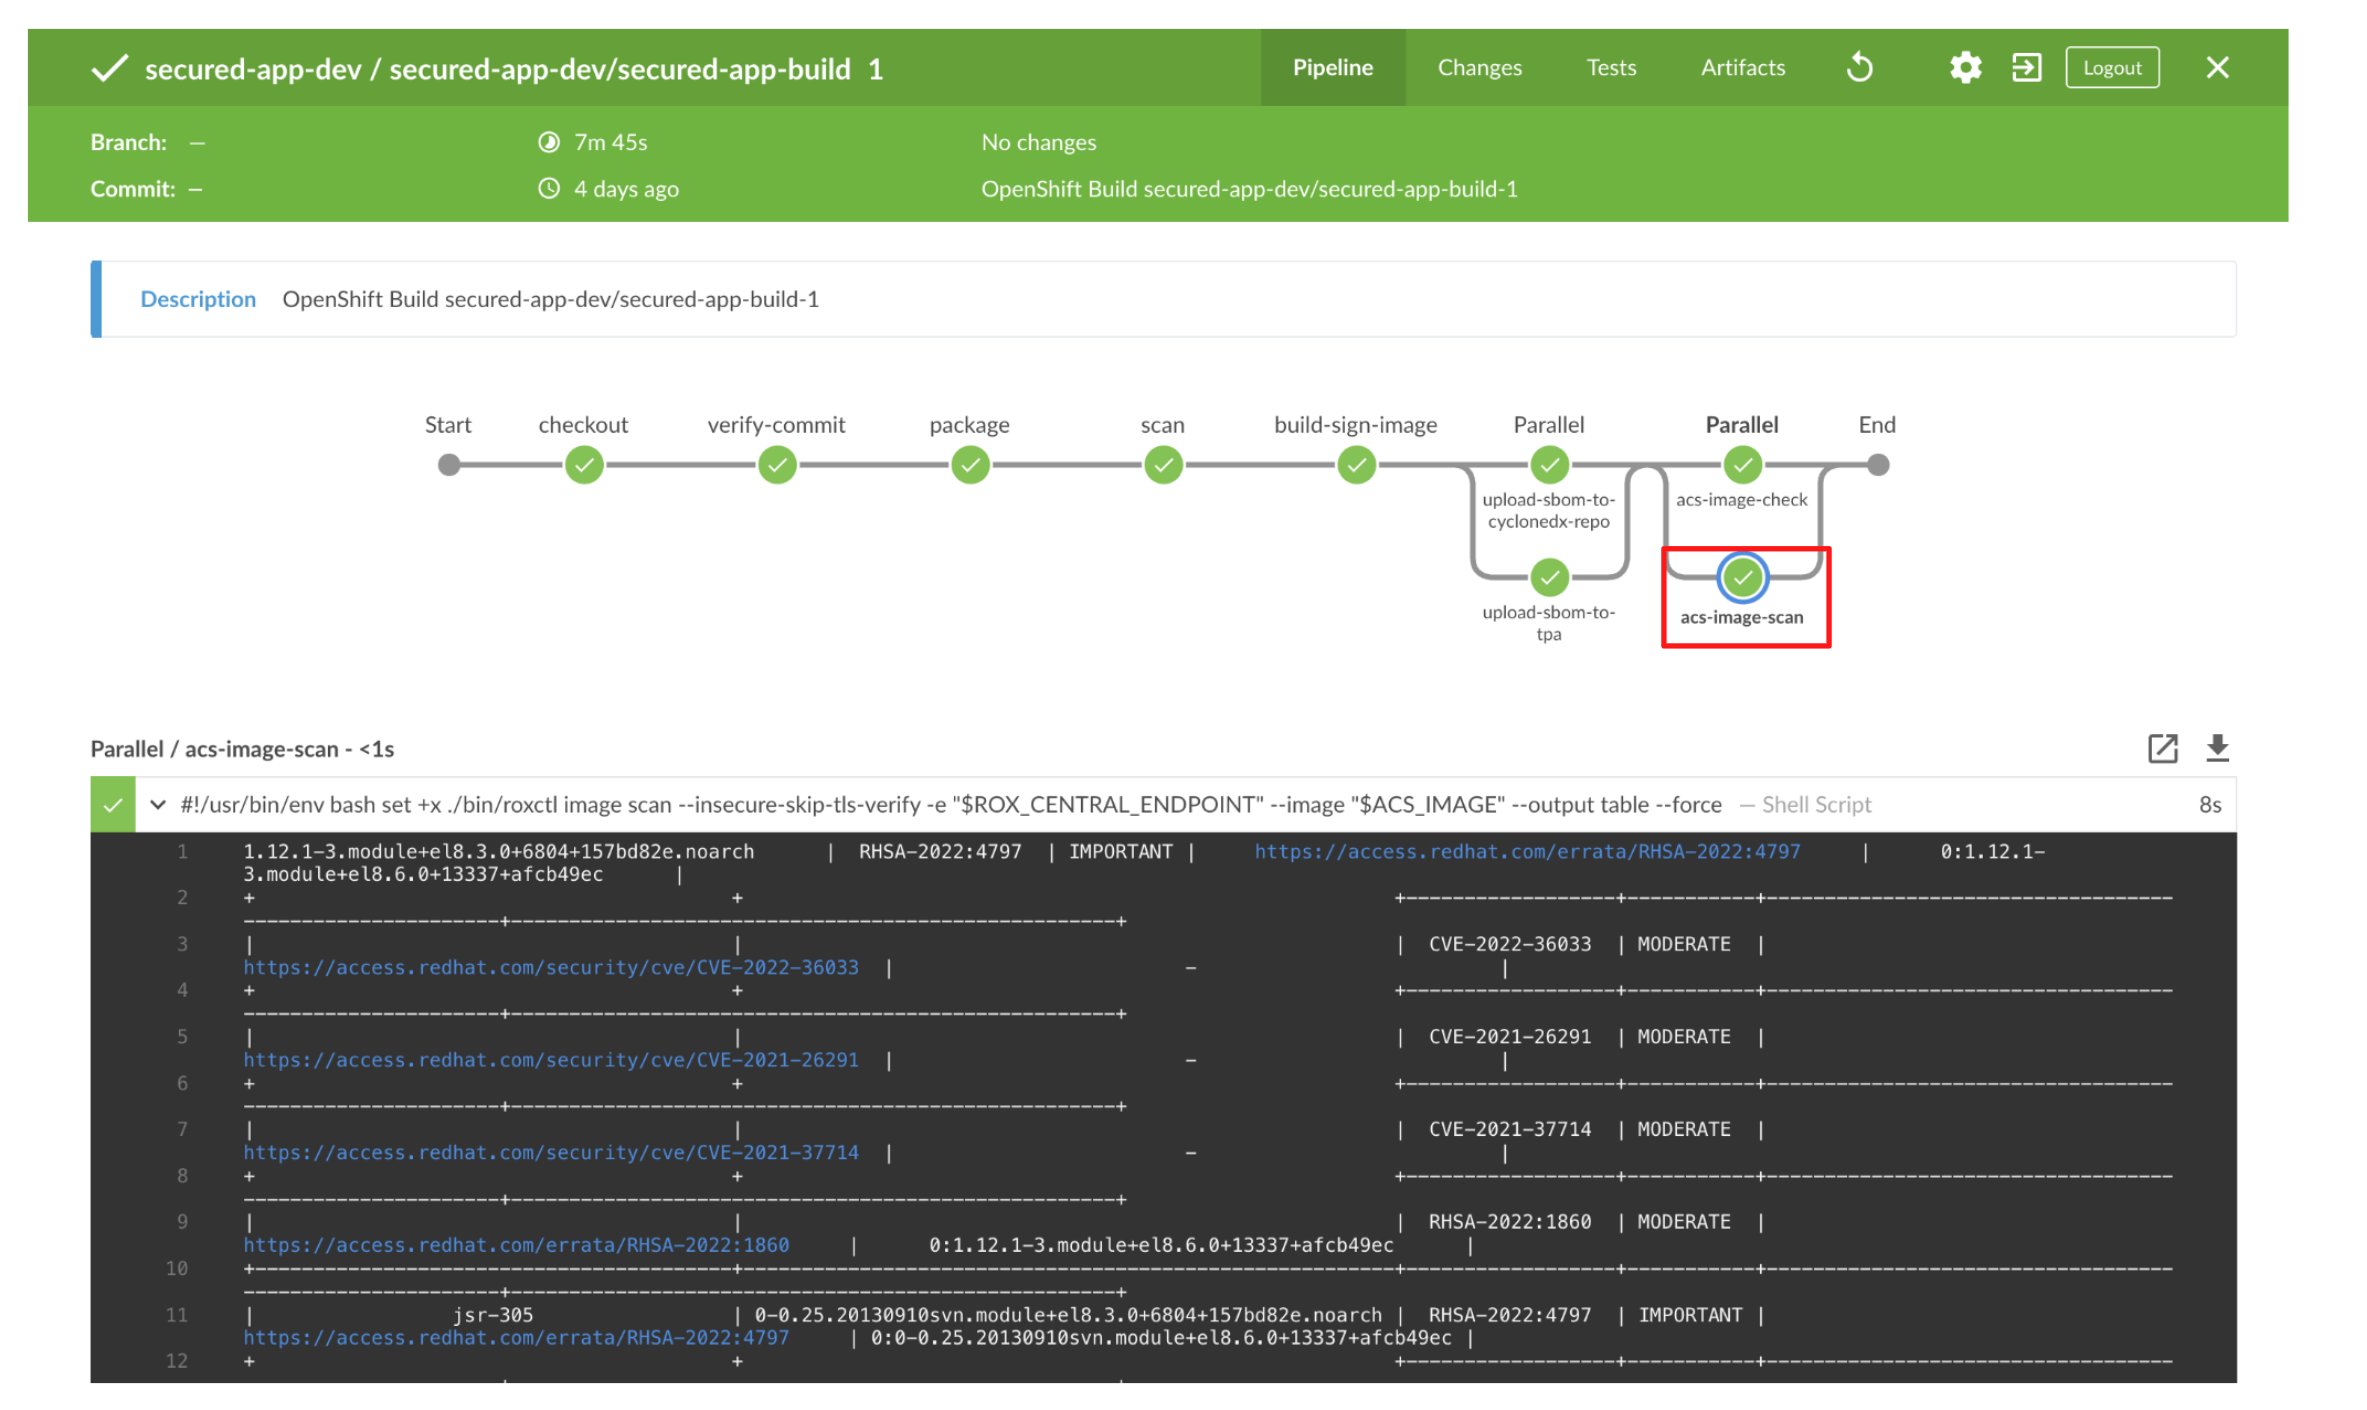 secured-app-dev / secured-app-dev/secured-app-build 1
Pipeline Changes Tests Artifacts Logout
Branch: — 7m 45s No changes
Commit: — 4 days ago OpenShift Build secured-app-dev/secured-app-build-1
Description OpenShift Build secured-app-dev/secured-app-build-1
Start checkout verify-commit package scan build-sign-image Parallel Parallel End
upload-sbom-to-cyclonedx-repo acs-image-check
upload-sbom-to-tpa acs-image-scan
Parallel / acs-image-scan - <1s
#!/usr/bin/env bash set +x ./bin/roxctl image scan --insecure-skip-tls-verify -e "$ROX_CENTRAL_ENDPOINT" --image "$ACS_IMAGE" --output table --force — Shell Script 8s
1 1.12.1-3.module+el8.3.0+6804+157bd82e.noarch | RHSA-2022:4797 | IMPORTANT | https://access.redhat.com/errata/RHSA-2022:4797 | 0:1.12.1-
3.module+el8.6.0+13337+afcb49ec |
2
3 | | | CVE-2022-36033 | MODERATE |
https://access.redhat.com/security/cve/CVE-2022-36033 | - |
4
5 | | | CVE-2021-26291 | MODERATE |
https://access.redhat.com/security/cve/CVE-2021-26291 | - |
6
7 | | | CVE-2021-37714 | MODERATE |
https://access.redhat.com/security/cve/CVE-2021-37714 | - |
8
9 | | | RHSA-2022:1860 | MODERATE |
https://access.redhat.com/errata/RHSA-2022:1860 | 0:1.12.1-3.module+el8.6.0+13337+afcb49ec |
10
11 | jsr-305 | 0-0.25.20130910svn.module+el8.3.0+6804+157bd82e.noarch | RHSA-2022:4797 | IMPORTANT |
https://access.redhat.com/errata/RHSA-2022:4797 | 0:0-0.25.20130910svn.module+el8.6.0+13337+afcb49ec |
12